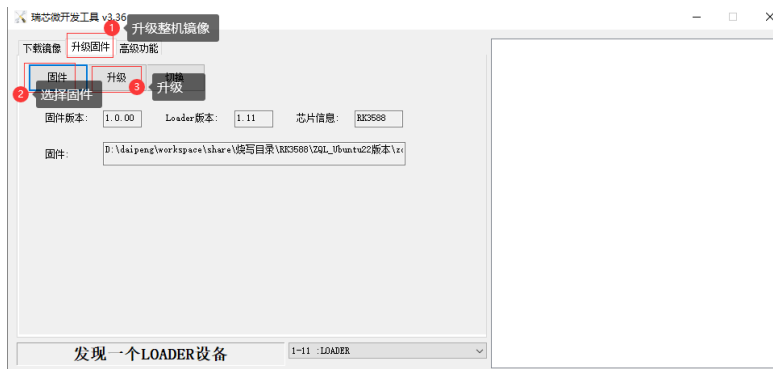 瑞芯微开发工具 v3.36
1 升级整机镜像
下载镜像 升级固件 高级功能
固件 升级 切换
2 选择固件 3 升级
固件版本: 1.0.00 Loader版本: 1.11 芯片信息: RK3588
固件: D:\daipeng\workspace\share\烧写目录\RK3588\ZQL_Ubuntu22版本\z
发现一个LOADER设备 1-11 :LOADER